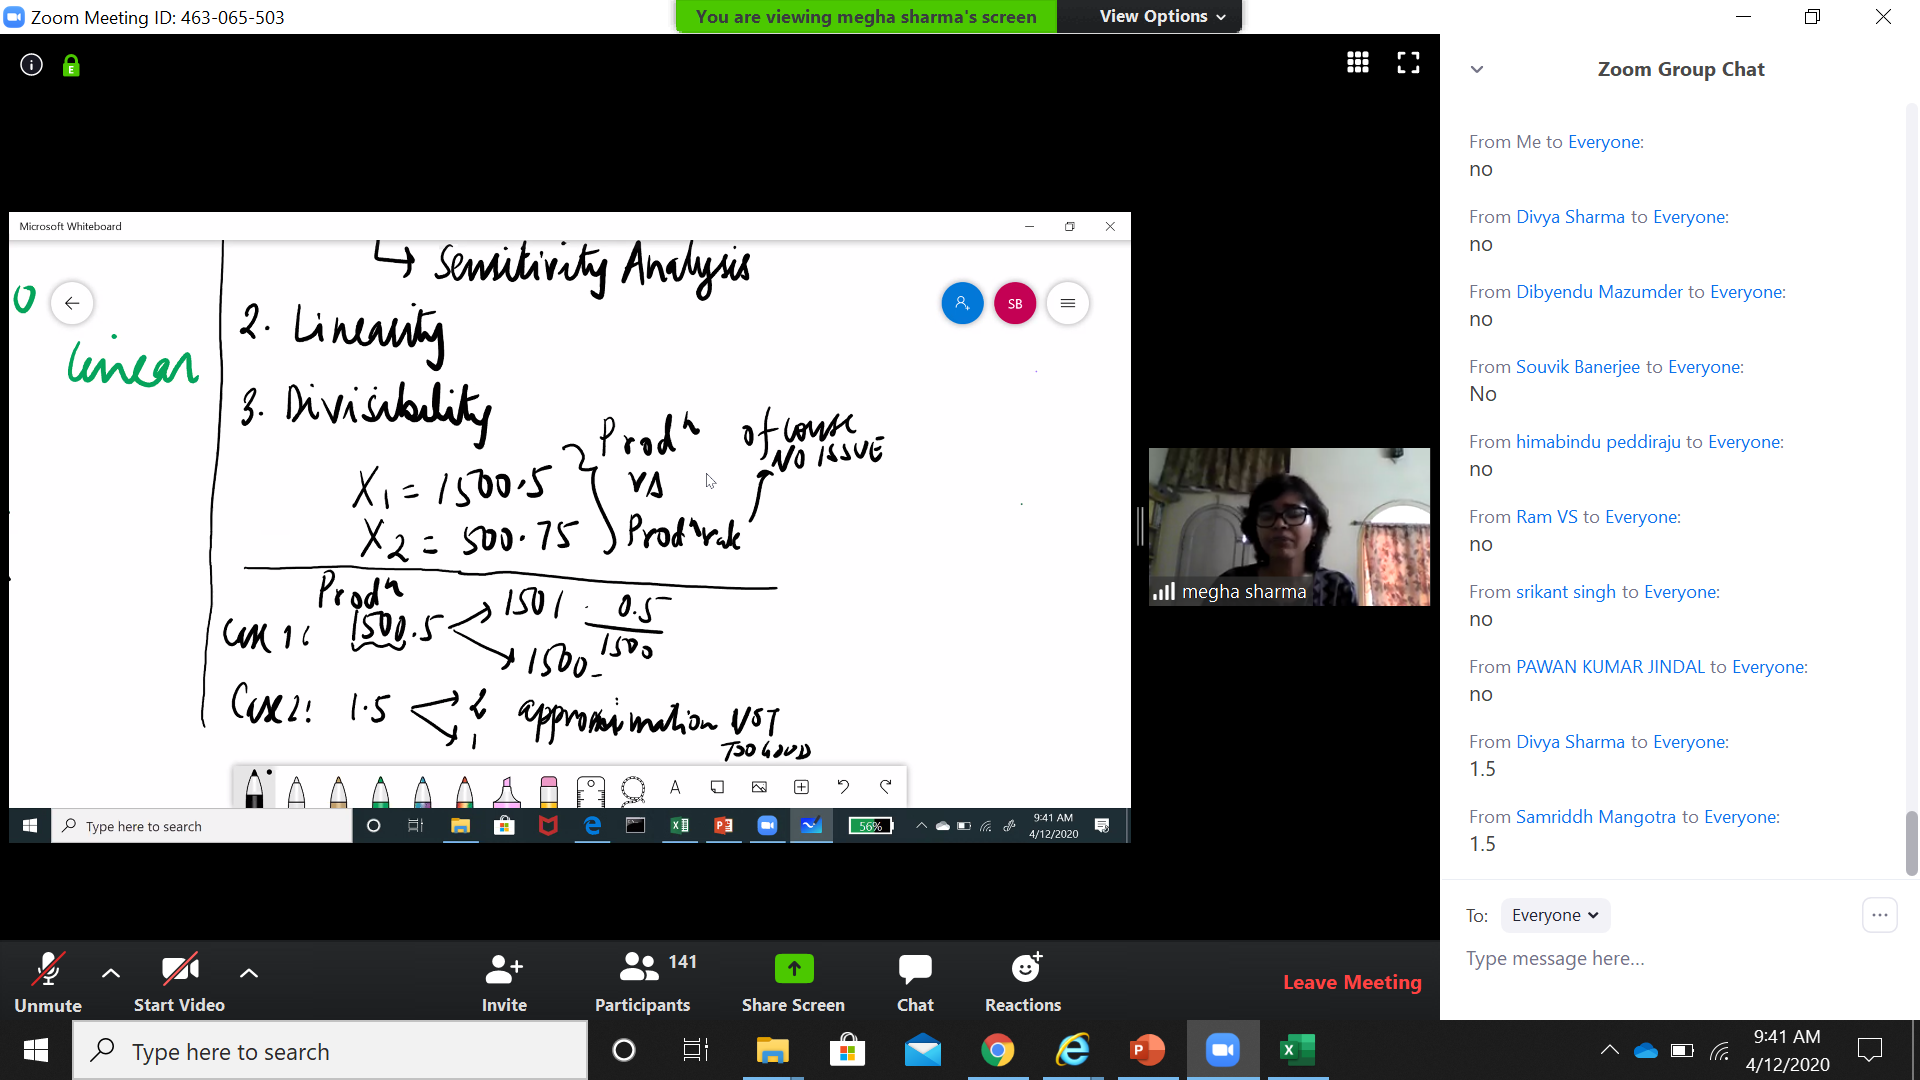 Zoom Meeting ID: 463-065-503
You are viewing megha sharma's screen
View Options
Zoom Group Chat
From Me to Everyone:
no
From Divya Sharma to Everyone:
no
From Dibyendu Mazumder to Everyone:
no
From Souvik Banerjee to Everyone:
No
From himabindu peddiraju to Everyone:
no
From Ram VS to Everyone:
no
From srikant singh to Everyone:
no
From PAWAN KUMAR JINDAL to Everyone:
no
From Divya Sharma to Everyone:
1.5
From Samriddh Mangotra to Everyone:
1.5
To: Everyone
Type message here...
Microsoft Whiteboard
SB
Sensitivity Analysis
2. Linearity
linear
3. Divisibility
X1 = 1500.5
X2 = 500.75
Prodn
vs
Prodn rate
of course
NO ISSUE
Prodn
Case 1: 1500.5
1501
1500
0.5
1500
Case 2: 1.5
2
1
approximation NOT
TOO GOOD
A
Type here to search
56%
9:41 AM
4/12/2020
megha sharma
Unmute
Start Video
Invite
Participants
141
Share Screen
Chat
Reactions
Leave Meeting
Type here to search
9:41 AM
4/12/2020